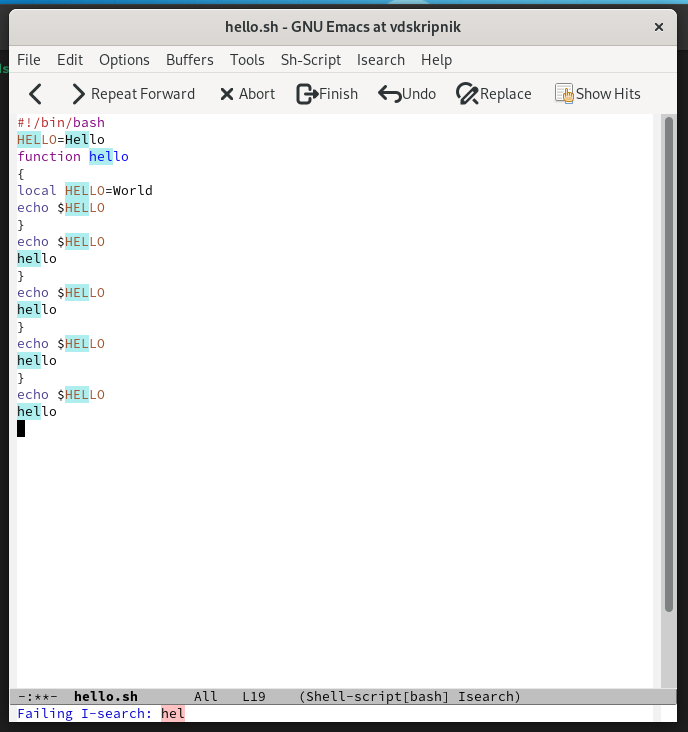 hello.sh - GNU Emacs at vdskripnik
File Edit Options Buffers Tools Sh-Script Isearch Help
Repeat Forward Abort Finish Undo Replace Show Hits
#!/bin/bash
HELLO=Hello
function hello
{
local HELLO=World
echo $HELLO
}
echo $HELLO
hello
}
echo $HELLO
hello
}
echo $HELLO
hello
}
echo $HELLO
hello
-:**- hello.sh All L19 (Shell-script[bash] Isearch)
Failing I-search: hel